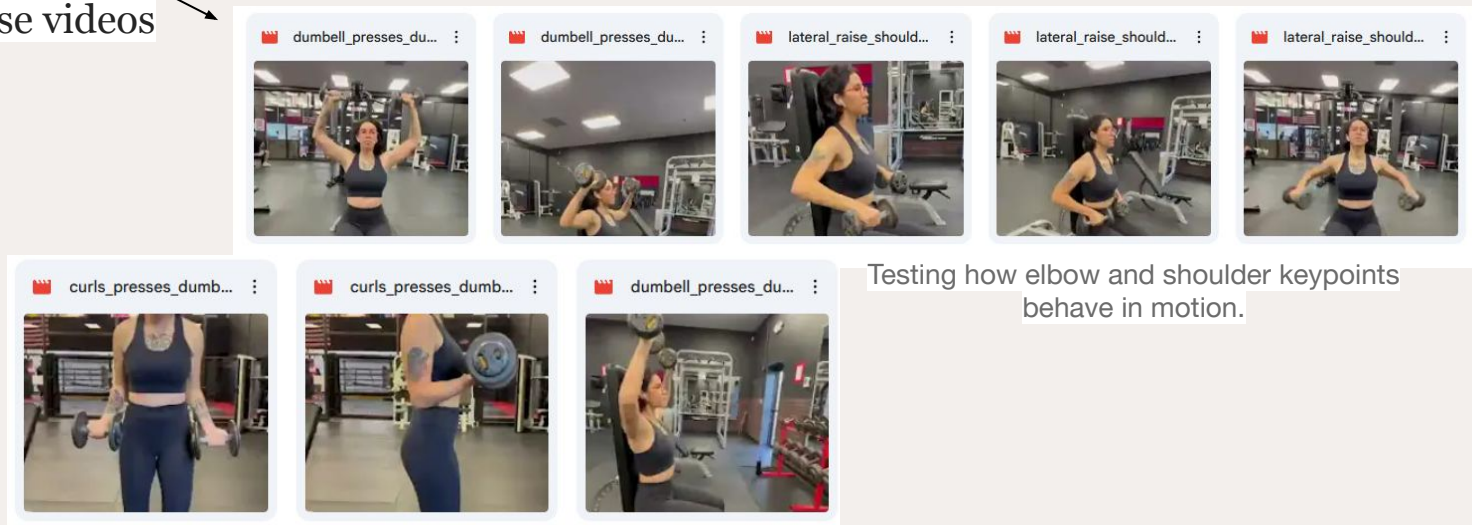 se videos
dumbell_presses_du...
dumbell_presses_du...
lateral_raise_should...
lateral_raise_should...
lateral_raise_should...
curls_presses_dumb...
curls_presses_dumb...
dumbell_presses_du...
Testing how elbow and shoulder keypoints
behave in motion.